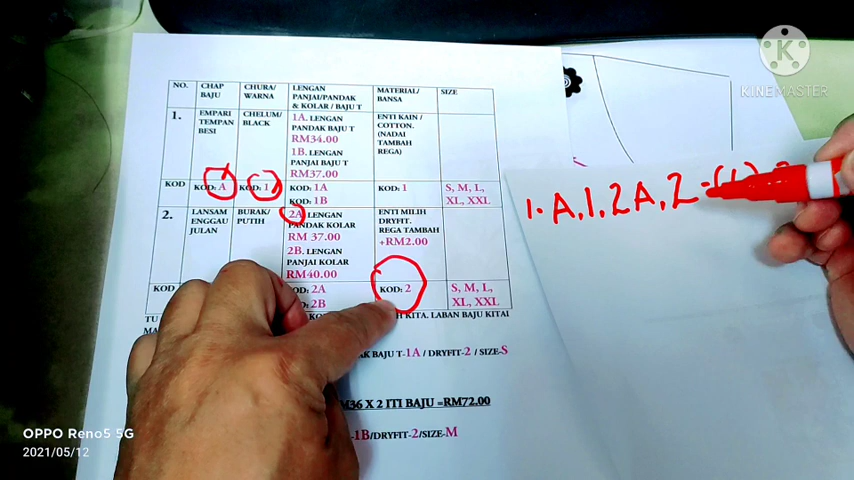 KINEMASTER
NO.
CHAP BAJU
CHURA/ WARNA
LENGAN PANJAI/PANDAK & KOLAR / BAJU T
MATERIAL/ BANSA
SIZE
1.
EMPARI TEMPAN BESI
CHELUM/ BLACK
1A. LENGAN PANDAK BAJU T
RM34.00
1B. LENGAN PANJAI BAJU T
RM37.00
ENTI KAIN / COTTON. (NADAI TAMBAH REGA)
KOD
KOD: A
KOD: 1
KOD: 1A
KOD: 1B
KOD: 1
S, M, L, XL, XXL
2.
LANSAM ENGGAU JULAN
BURAK/ PUTIH
2A. LENGAN PANDAK KOLAR
RM 37.00
2B. LENGAN PANJAI KOLAR
RM40.00
ENTI MILIH DRYFIT. REGA TAMBAH +RM2.00
KOD
KOD: 2A
2B
KOD: 2
S, M, L, XL, XXL
KITA. LABAN BAJU KITAI
BAJU T-1A / DRYFIT-2 / SIZE-S
RM36 X 2 ITI BAJU =RM72.00
-1B/DRYFIT-2/SIZE-M
1. A, 1, 2A, 2
OPPO Reno5 5G
2021/05/12